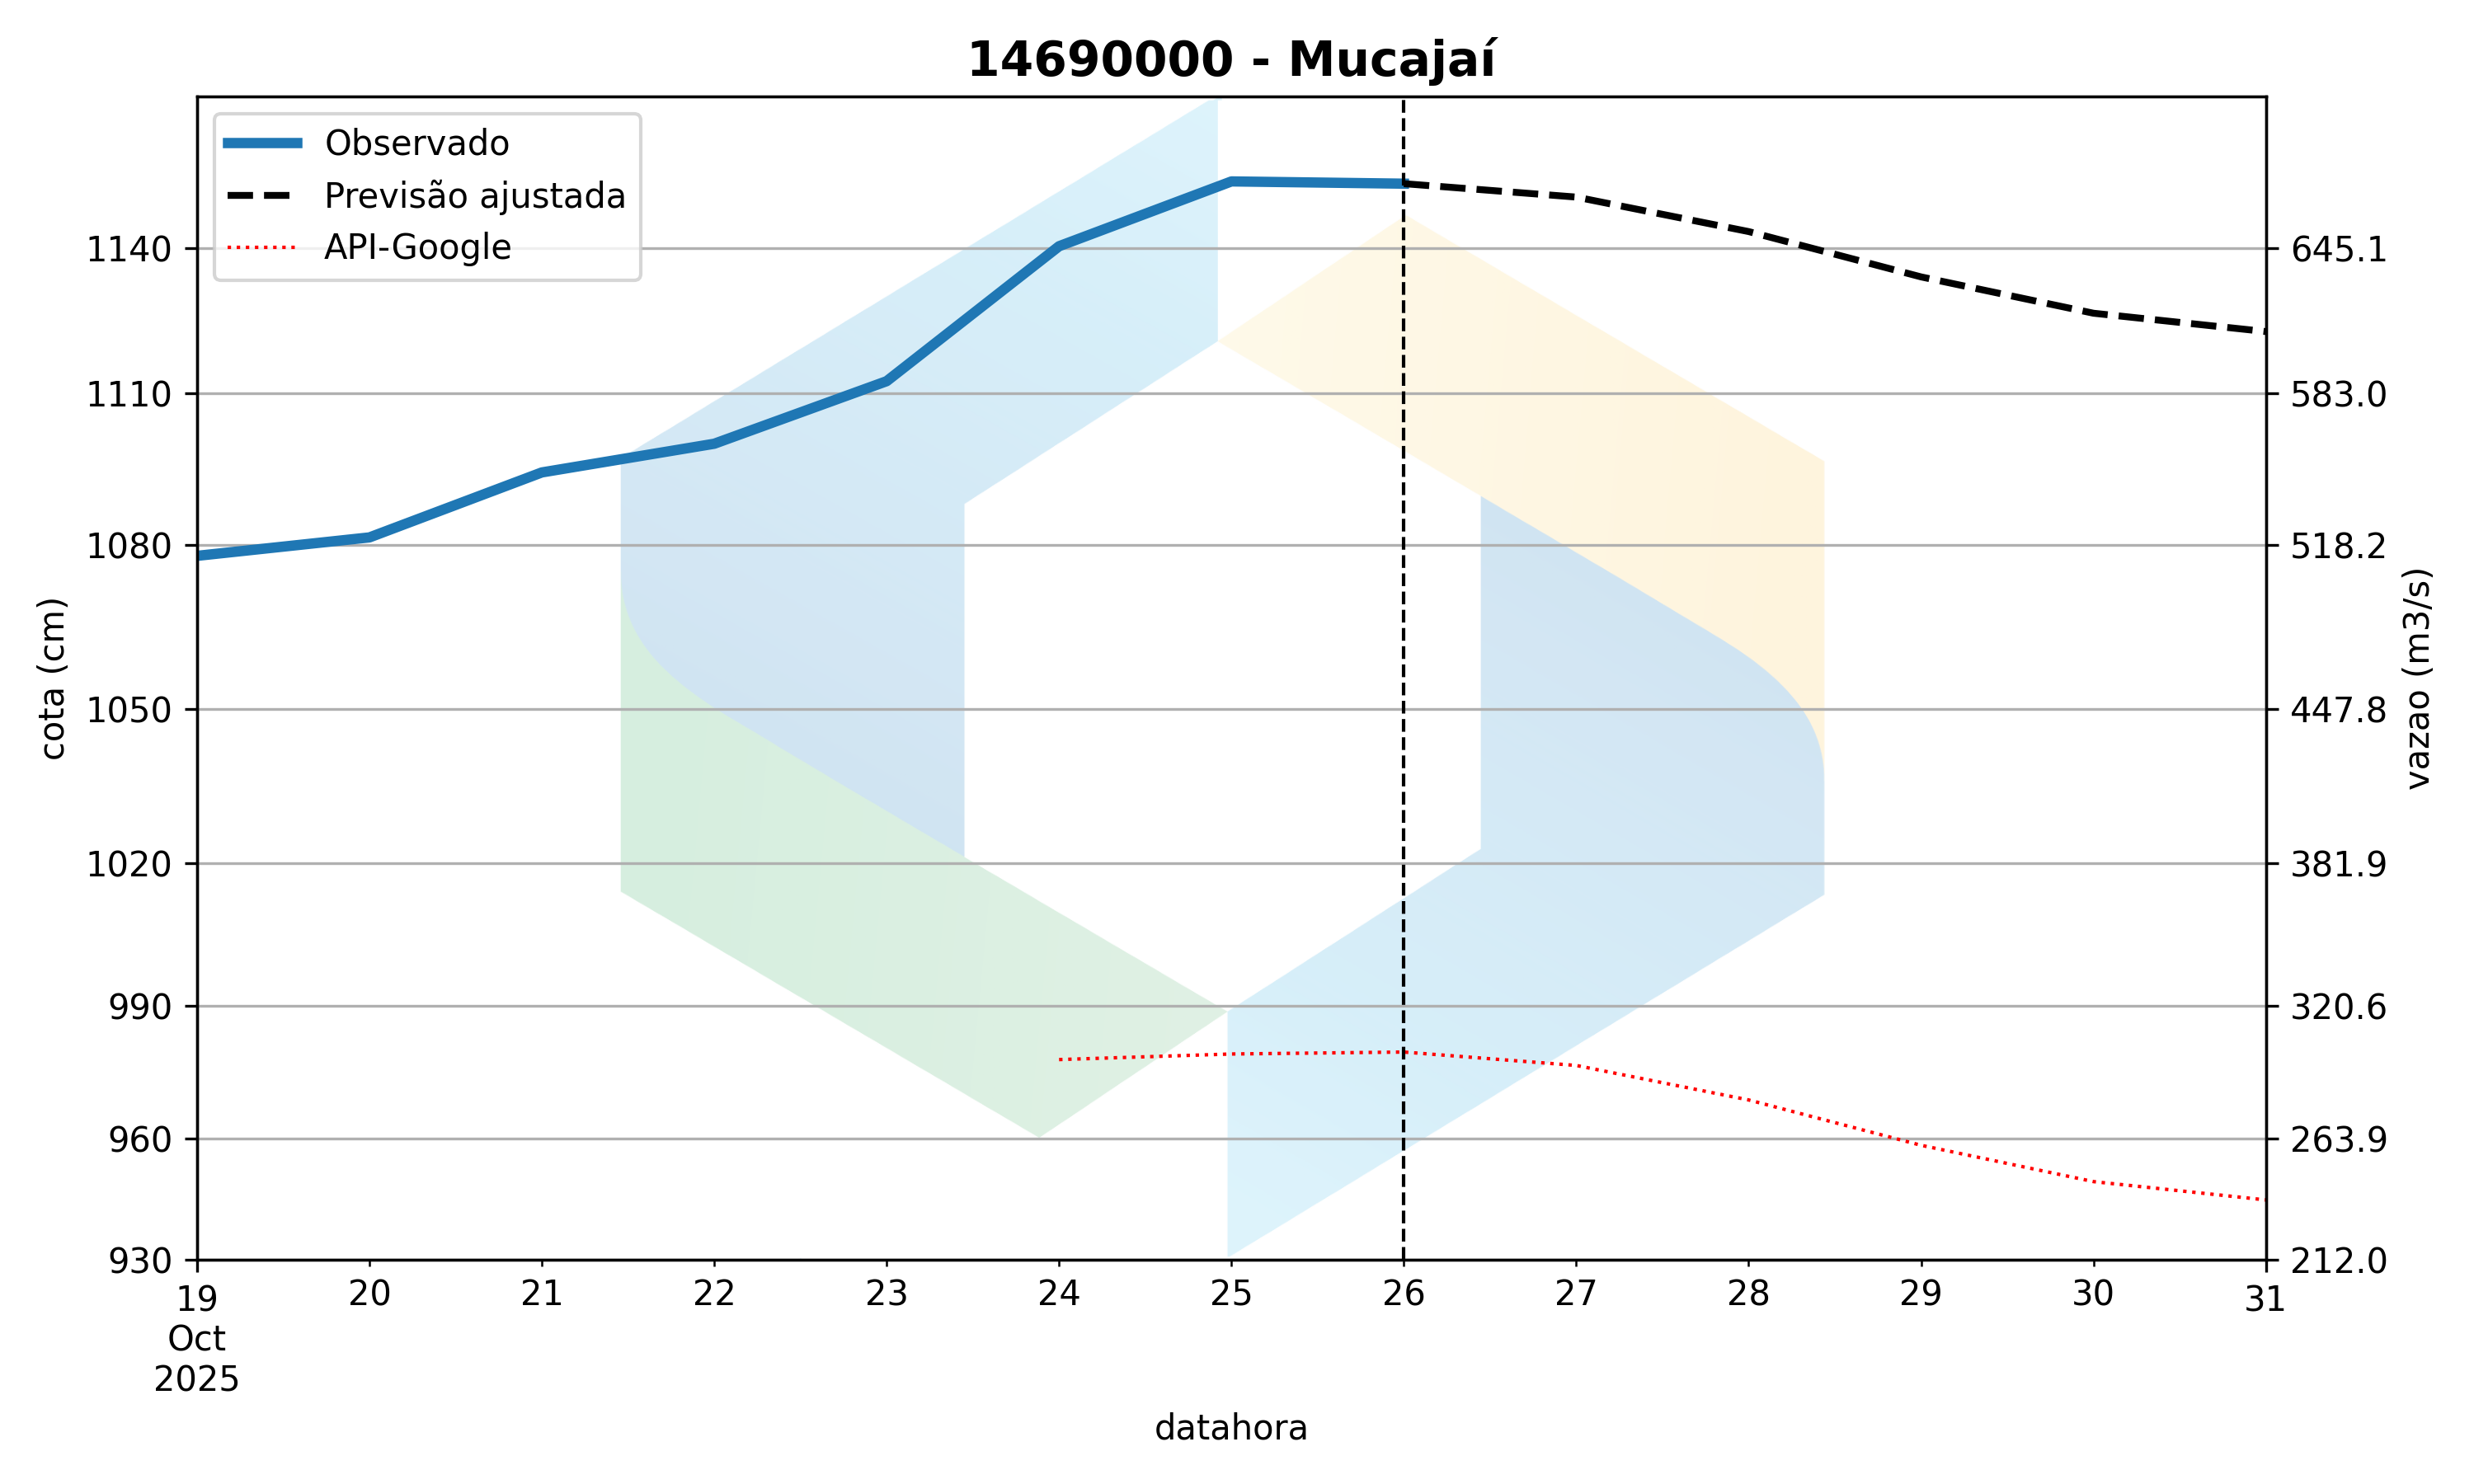 14690000 - Mucajaí
Observado
Previsão ajustada
API-Google
1140
1110
1080
1050
1020
990
960
930
cota (cm)
645.1
583.0
518.2
447.8
381.9
320.6
263.9
212.0
vazao (m3/s)
19 20 21 22 23 24 25 26 27 28 29 30 31
Oct
2025
datahora